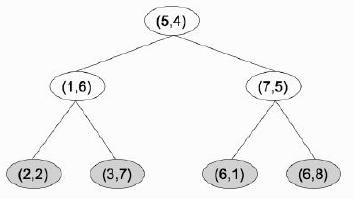 (5,4)
(1,6) (7,5)
(2,2) (3,7) (6,1) (6,8)